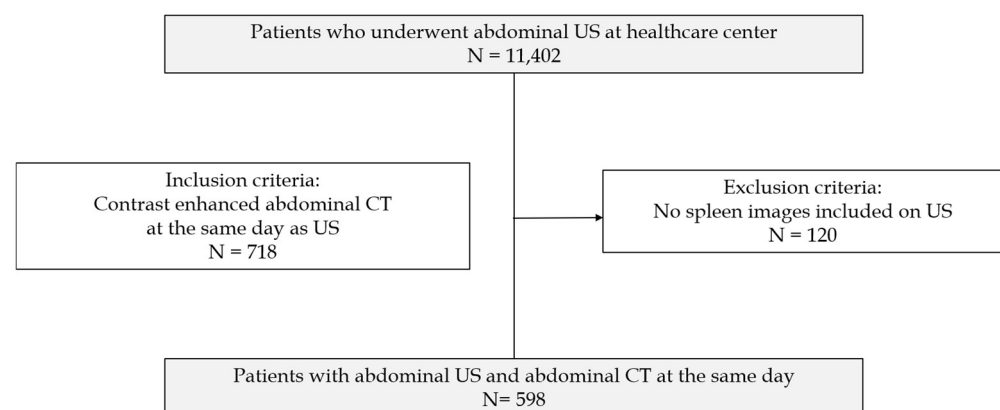 Patients who underwent abdominal US at healthcare center
N = 11,402
Inclusion criteria:
Contrast enhanced abdominal CT
at the same day as US
N = 718
Exclusion criteria:
No spleen images included on US
N = 120
Patients with abdominal US and abdominal CT at the same day
N= 598